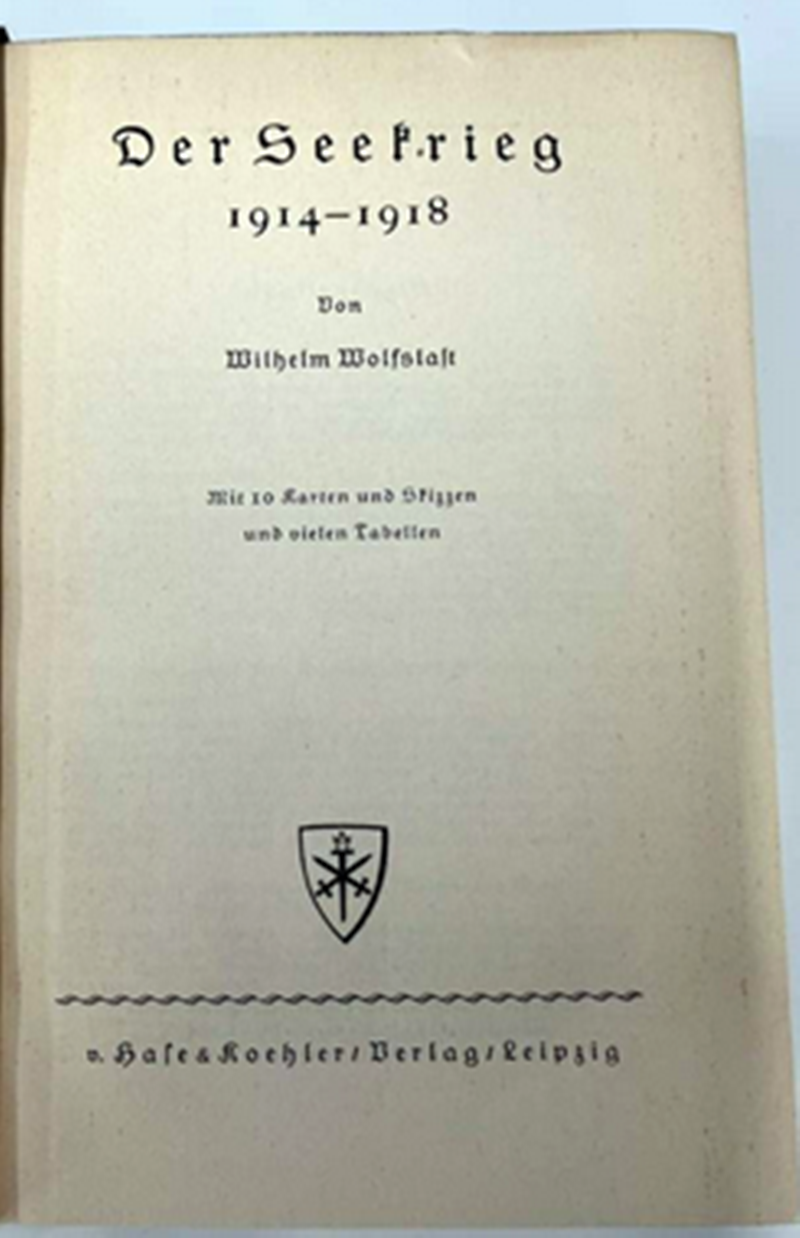 Der Seekrieg
1914–1918
Von
Wilhelm Wolfslast
Mit 10 Karten und Skizzen
und vielen Tabellen
v. Hase & Koehler / Verlag / Leipzig